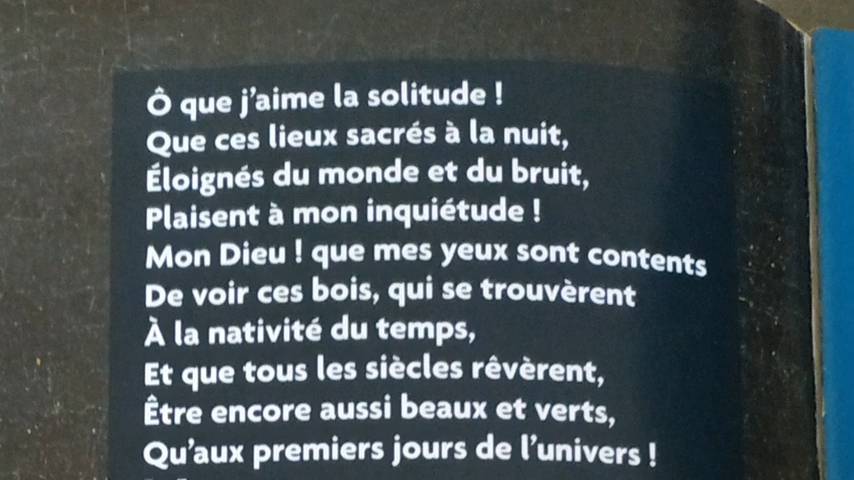 Ô que j'aime la solitude !
Que ces lieux sacrés à la nuit,
Éloignés du monde et du bruit,
Plaisent à mon inquiétude !
Mon Dieu ! que mes yeux sont contents
De voir ces bois, qui se trouvèrent
À la nativité du temps,
Et que tous les siècles rêvèrent,
Être encore aussi beaux et verts,
Qu'aux premiers jours de l'univers !